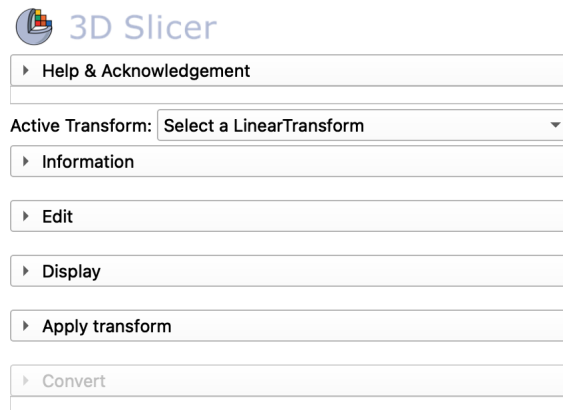 3D Slicer
Help & Acknowledgement
Active Transform: Select a LinearTransform
Information
Edit
Display
Apply transform
Convert